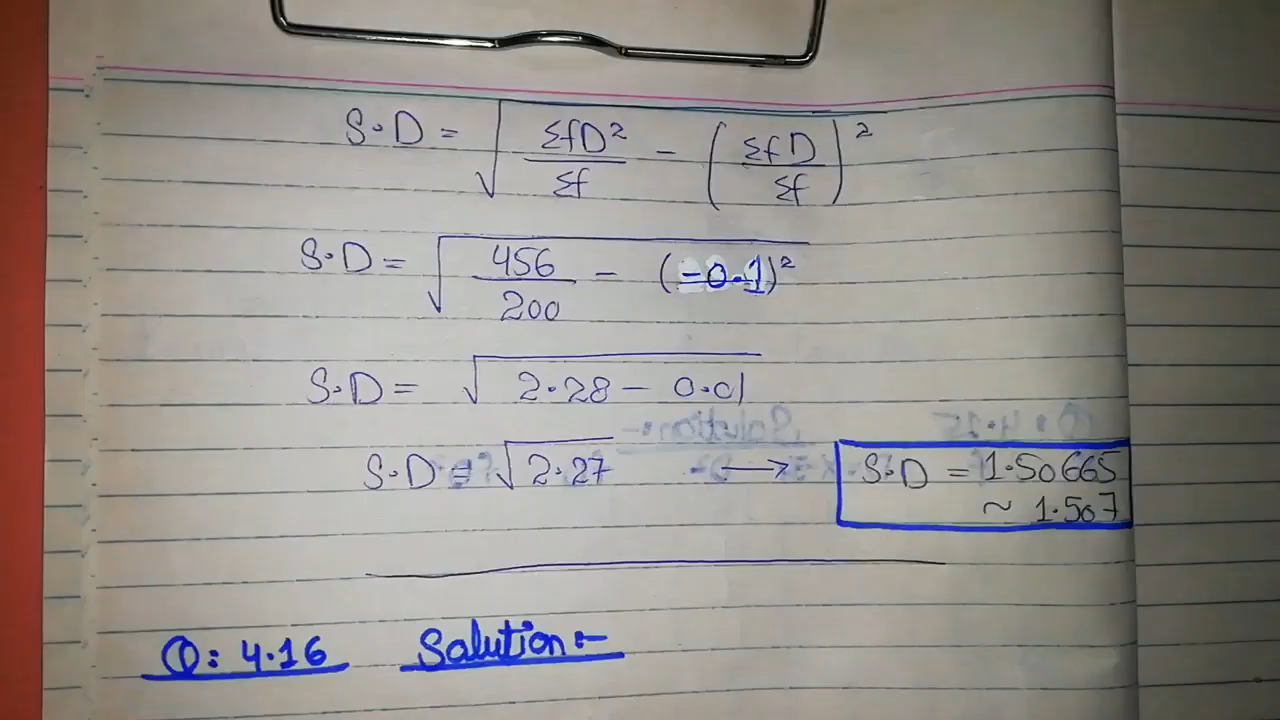 S.D = √ ΣfD² / Σf - (ΣfD / Σf)²
S.D = √ 456 / 200 - (-0.1)²
S.D = √ 2.28 - 0.01
S.D = √2.27 → S.D = 1.50665
~ 1.507
Q: 4.16 Solution:-